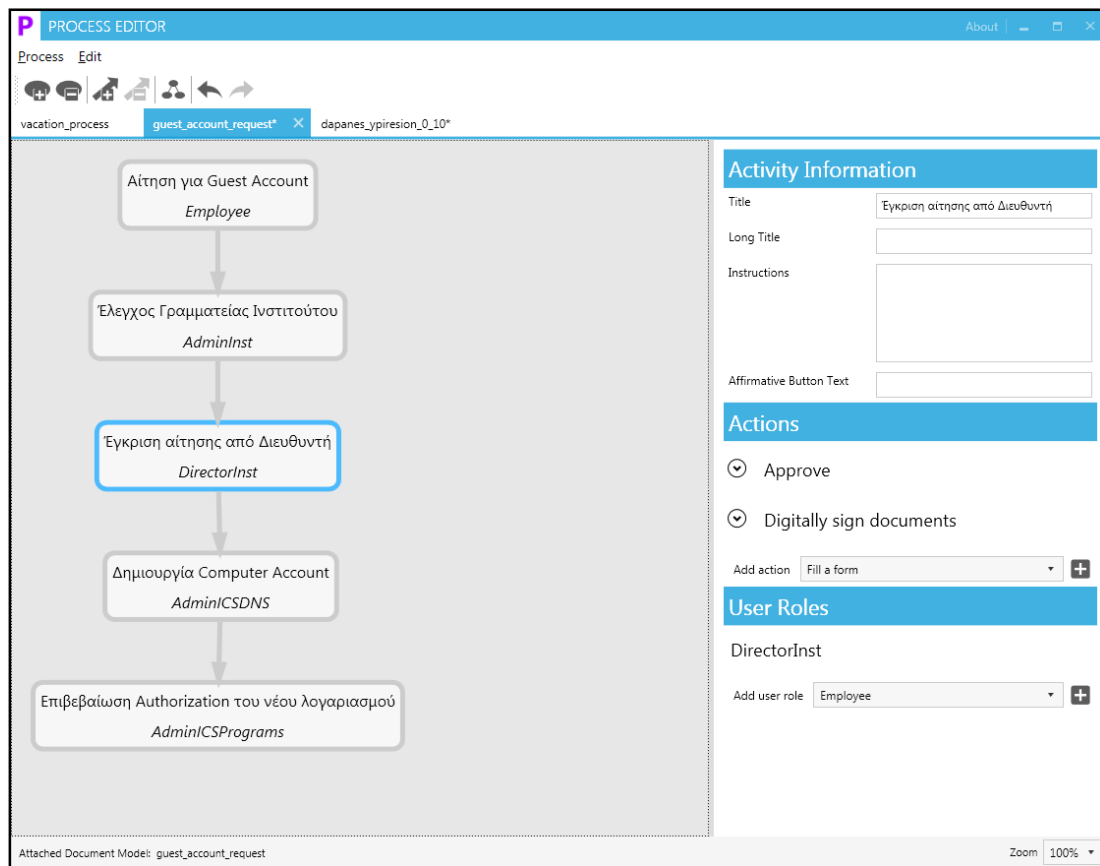 P PROCESS EDITOR About
Process Edit
vacation_process guest_account_request* dapanes_ypiresion_0_10*
Αίτηση για Guest Account
Employee
Έλεγχος Γραμματείας Ινστιτούτου
AdminInst
Έγκριση αίτησης από Διευθυντή
DirectorInst
Δημιουργία Computer Account
AdminICSDNS
Επιβεβαίωση Authorization του νέου λογαριασμού
AdminICSPrograms
Activity Information
Title Έγκριση αίτησης από Διευθυντή
Long Title
Instructions
Affirmative Button Text
Actions
Approve
Digitally sign documents
Add action Fill a form
User Roles
DirectorInst
Add user role Employee
Attached Document Model: guest_account_request Zoom 100%